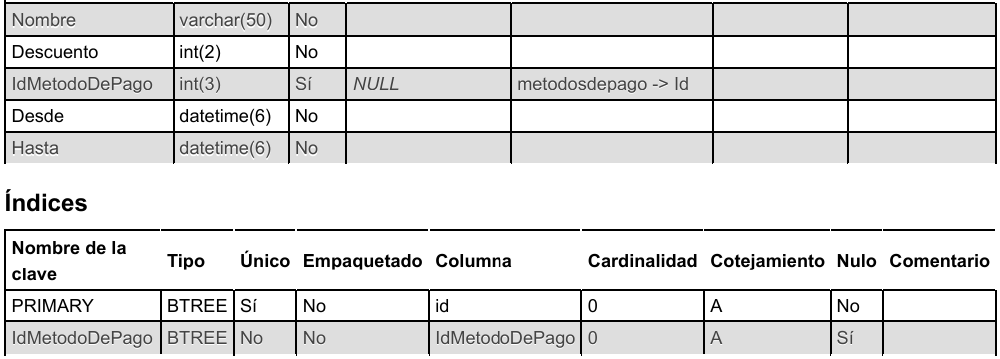 Nombre varchar(50) No
Descuento int(2) No
IdMetodoDePago int(3) Sí NULL metodosdepago -> Id
Desde datetime(6) No
Hasta datetime(6) No
Índices
Nombre de la clave Tipo Único Empaquetado Columna Cardinalidad Cotejamiento Nulo Comentario
PRIMARY BTREE Sí No id 0 A No
IdMetodoDePago BTREE No No IdMetodoDePago 0 A Sí